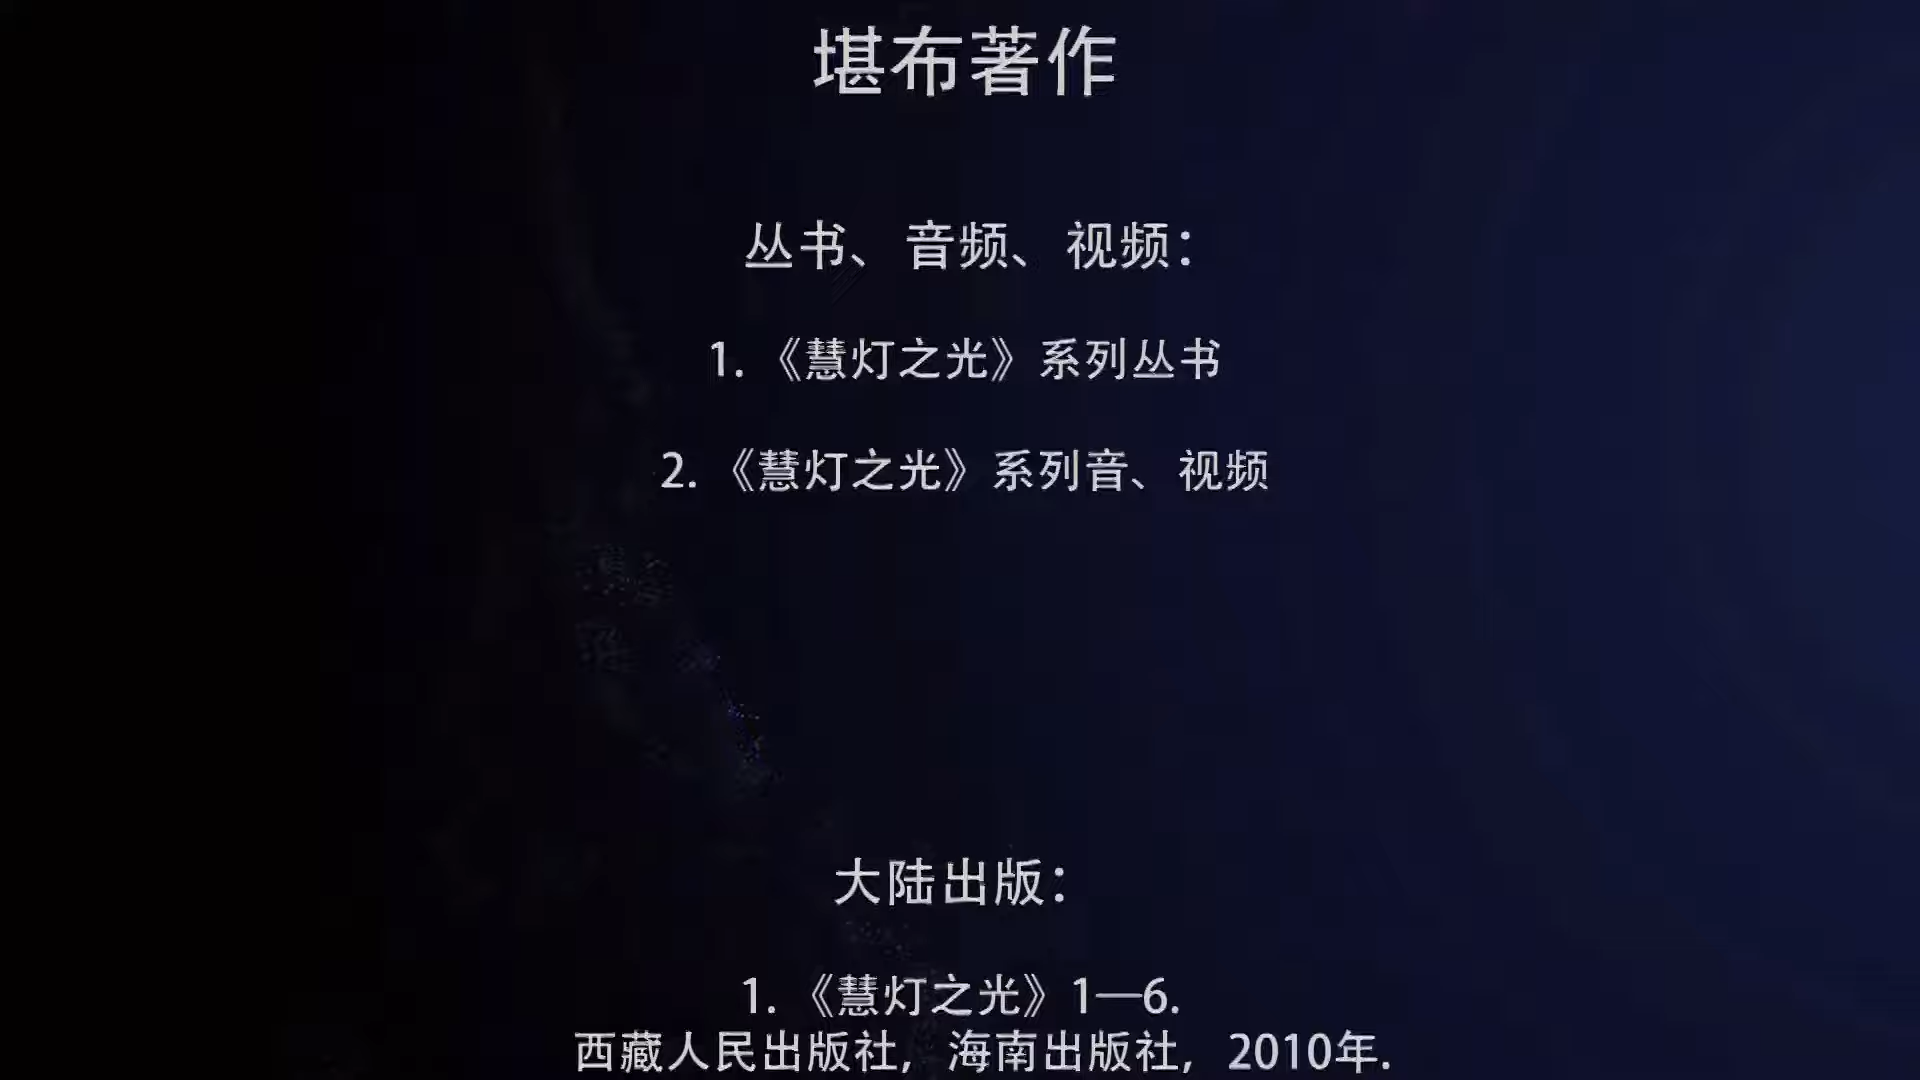 堪布著作
丛书、音频、视频：
1. 《慧灯之光》系列丛书
2. 《慧灯之光》系列音、视频
大陆出版：
1. 《慧灯之光》1—6.
西藏人民出版社，海南出版社，2010年.